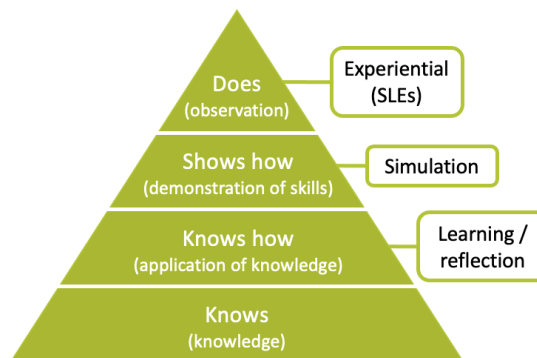 Does
(observation)
Experiential
(SLEs)
Shows how
(demonstration of skills)
Simulation
Knows how
(application of knowledge)
Learning /
reflection
Knows
(knowledge)